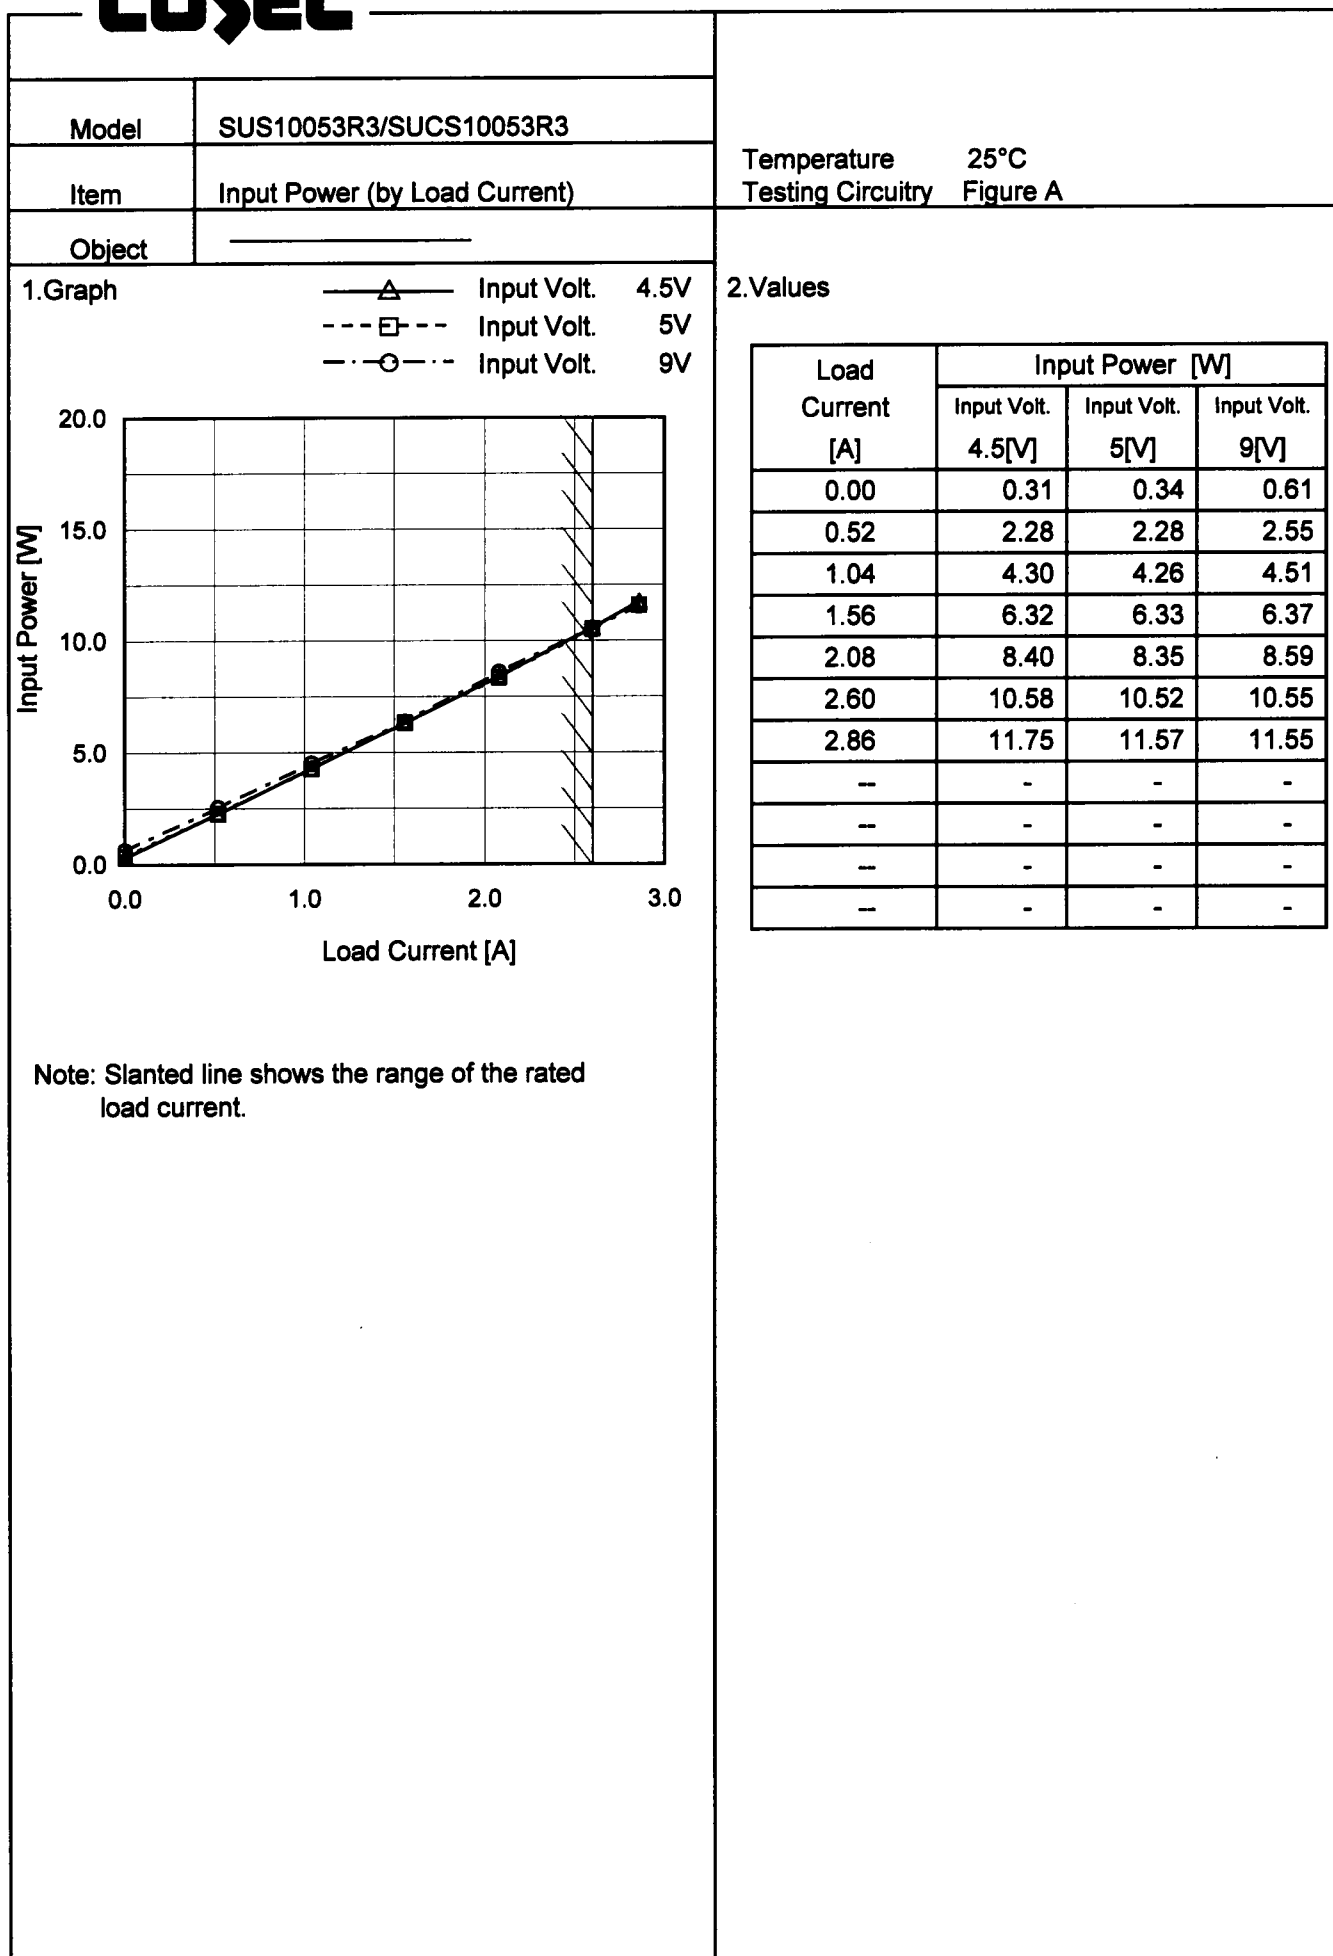 COSEL
Model SUS10053R3/SUCS10053R3
Item Input Power (by Load Current)
Object
Temperature 25°C
Testing Circuitry Figure A
1.Graph
Input Volt. 4.5V
Input Volt. 5V
Input Volt. 9V
20.0
15.0
10.0
5.0
0.0
Input Power [W]
0.0 1.0 2.0 3.0
Load Current [A]
Note: Slanted line shows the range of the rated
load current.
2.Values
Load Input Power [W]
Current Input Volt. Input Volt. Input Volt.
[A] 4.5[V] 5[V] 9[V]
0.00 0.31 0.34 0.61
0.52 2.28 2.28 2.55
1.04 4.30 4.26 4.51
1.56 6.32 6.33 6.37
2.08 8.40 8.35 8.59
2.60 10.58 10.52 10.55
2.86 11.75 11.57 11.55
-- - - -
-- - - -
-- - - -
-- - - -